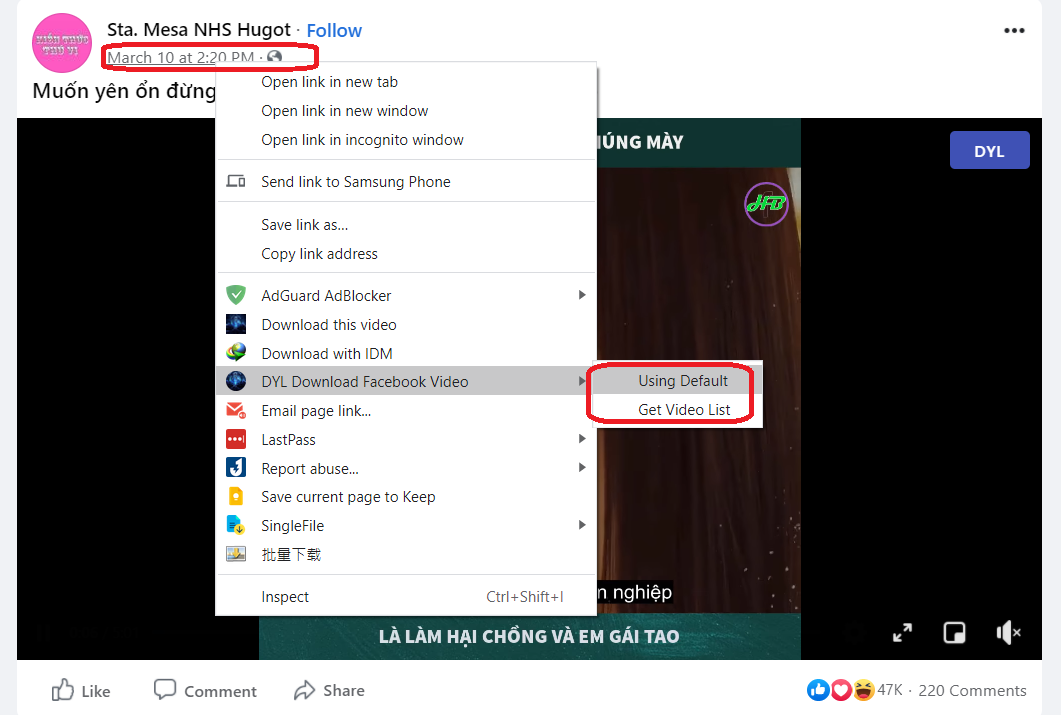 KIẾN THỨC
THÚ VỊ
Sta. Mesa NHS Hugot · Follow
March 10 at 2:20 PM ·
Muốn yên ổn đừng
Open link in new tab
Open link in new window
Open link in incognito window
Send link to Samsung Phone
Save link as...
Copy link address
AdGuard AdBlocker
Download this video
Download with IDM
DYL Download Facebook Video
Email page link...
LastPass
Report abuse...
Save current page to Keep
SingleFile
批量下载
Inspect Ctrl+Shift+I
Using Default
Get Video List
HÚNG MÀY
DYL
HFB
n nghiệp
LÀ LÀM HẠI CHỒNG VÀ EM GÁI TAO
Like
Comment
Share
47K · 220 Comments